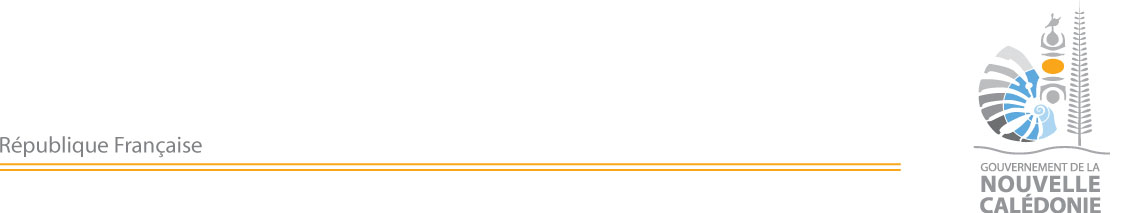 République Française
GOUVERNEMENT DE LA
NOUVELLE
CALÉDONIE